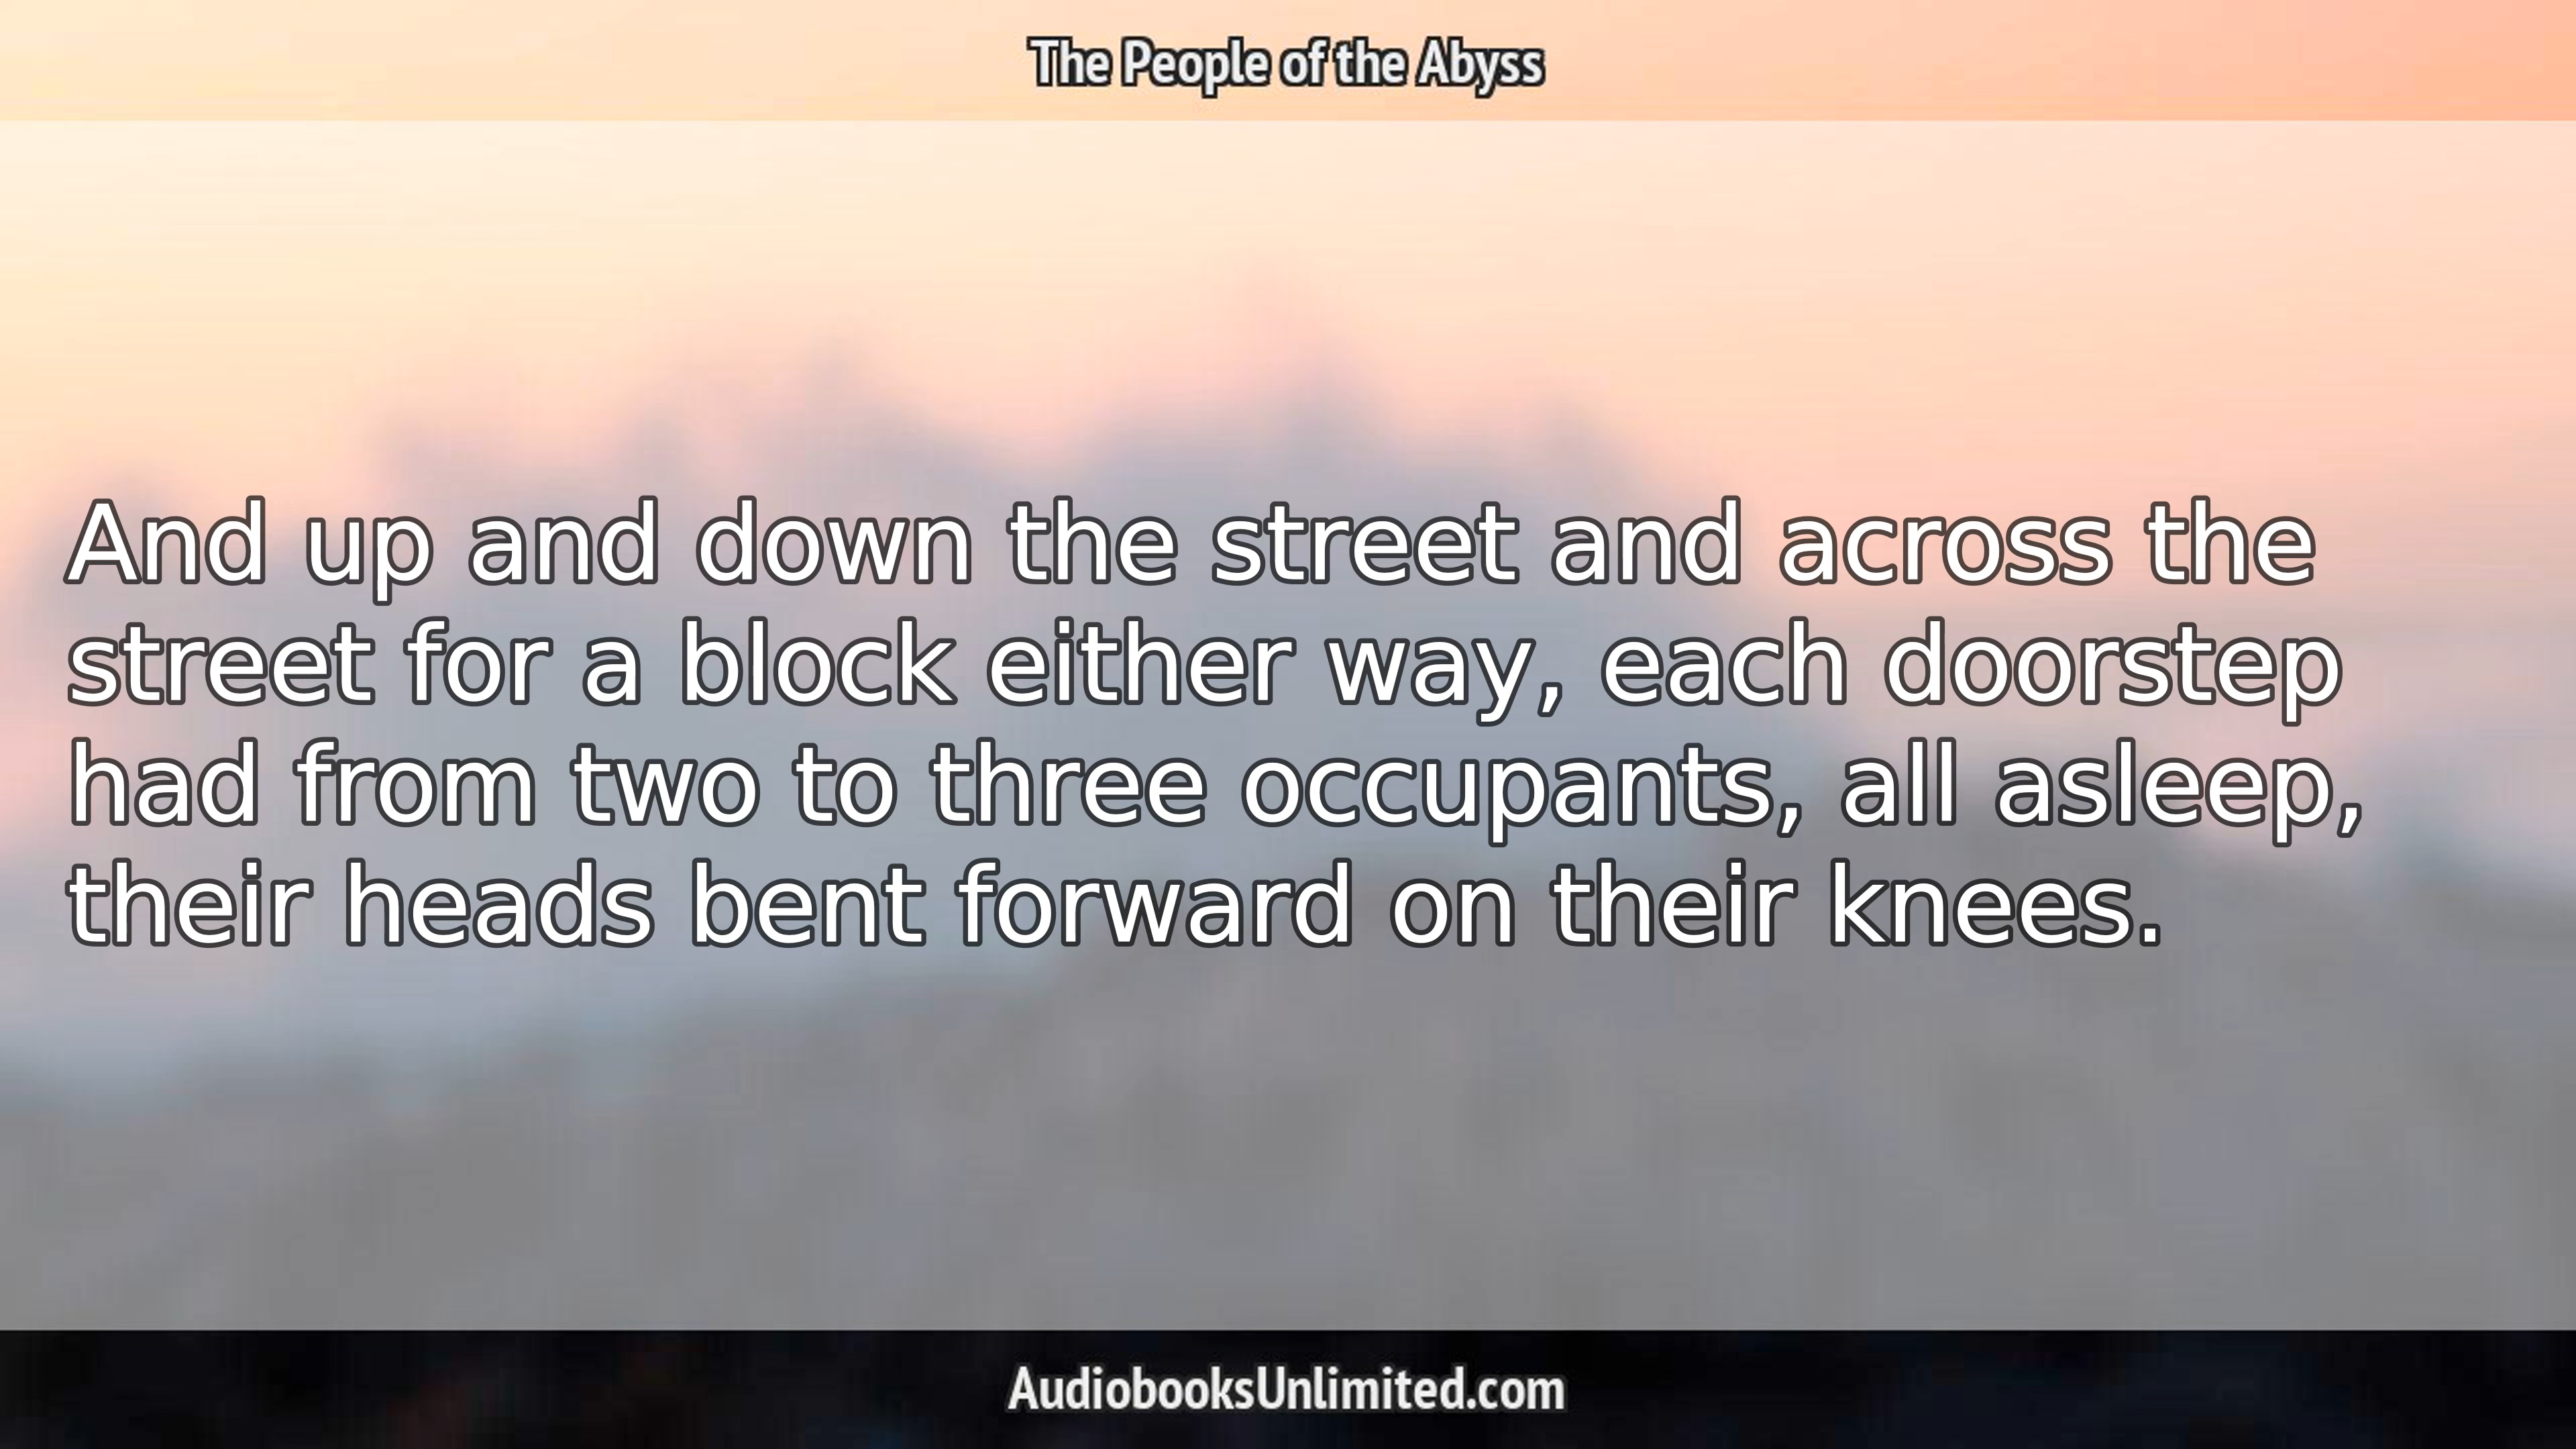 The People of the Abyss
And up and down the street and across the
street for a block either way, each doorstep
had from two to three occupants, all asleep,
their heads bent forward on their knees.
AudiobooksUnlimited.com